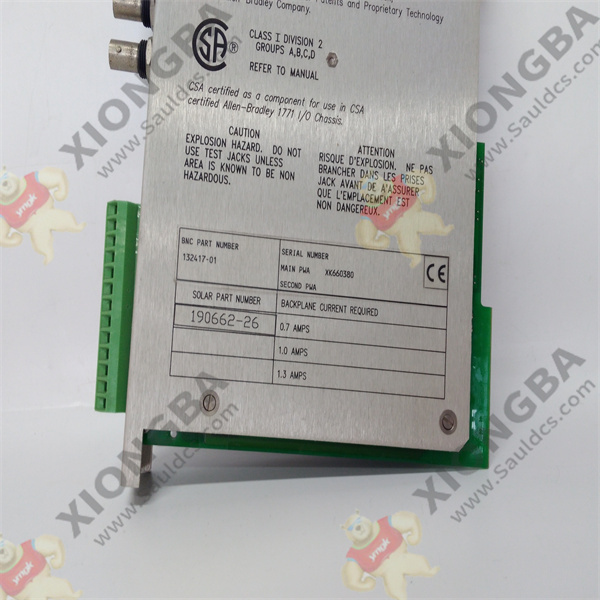 Patents and Proprietary Technology
Bradley Company.
CSA
CLASS I DIVISION 2
GROUPS A,B,C,D
REFER TO MANUAL
CSA certified as a component for use in CSA
certified Allen-Bradley 1771 I/O Chassis.
CAUTION
EXPLOSION HAZARD. DO NOT
USE TEST JACKS UNLESS
AREA IS KNOWN TO BE NON
HAZARDOUS.
ATTENTION
RISQUE D'EXPLOSION. NE PAS
BRANCHER DANS LES PRISES
JACK AVANT DE A'ASSURER
QUE L'EMPLACEMENT EST
NON DANGEREUX.
BNC PART NUMBER
132417-01
SERIAL NUMBER
MAIN PWA XK660380
SECOND PWA
CE
SOLAR PART NUMBER
190662-26
BACKPLANE CURRENT REQUIRED
0.7 AMPS
1.0 AMPS
1.3 AMPS
XIONGBA
www.Sauldcs.com
XIONGBA
www.Sauldcs.com
XIONGBA
www.Sauldcs.com
XIONGBA
www.Sauldcs.com
ymgk
ymgk
ymgk
ymgk